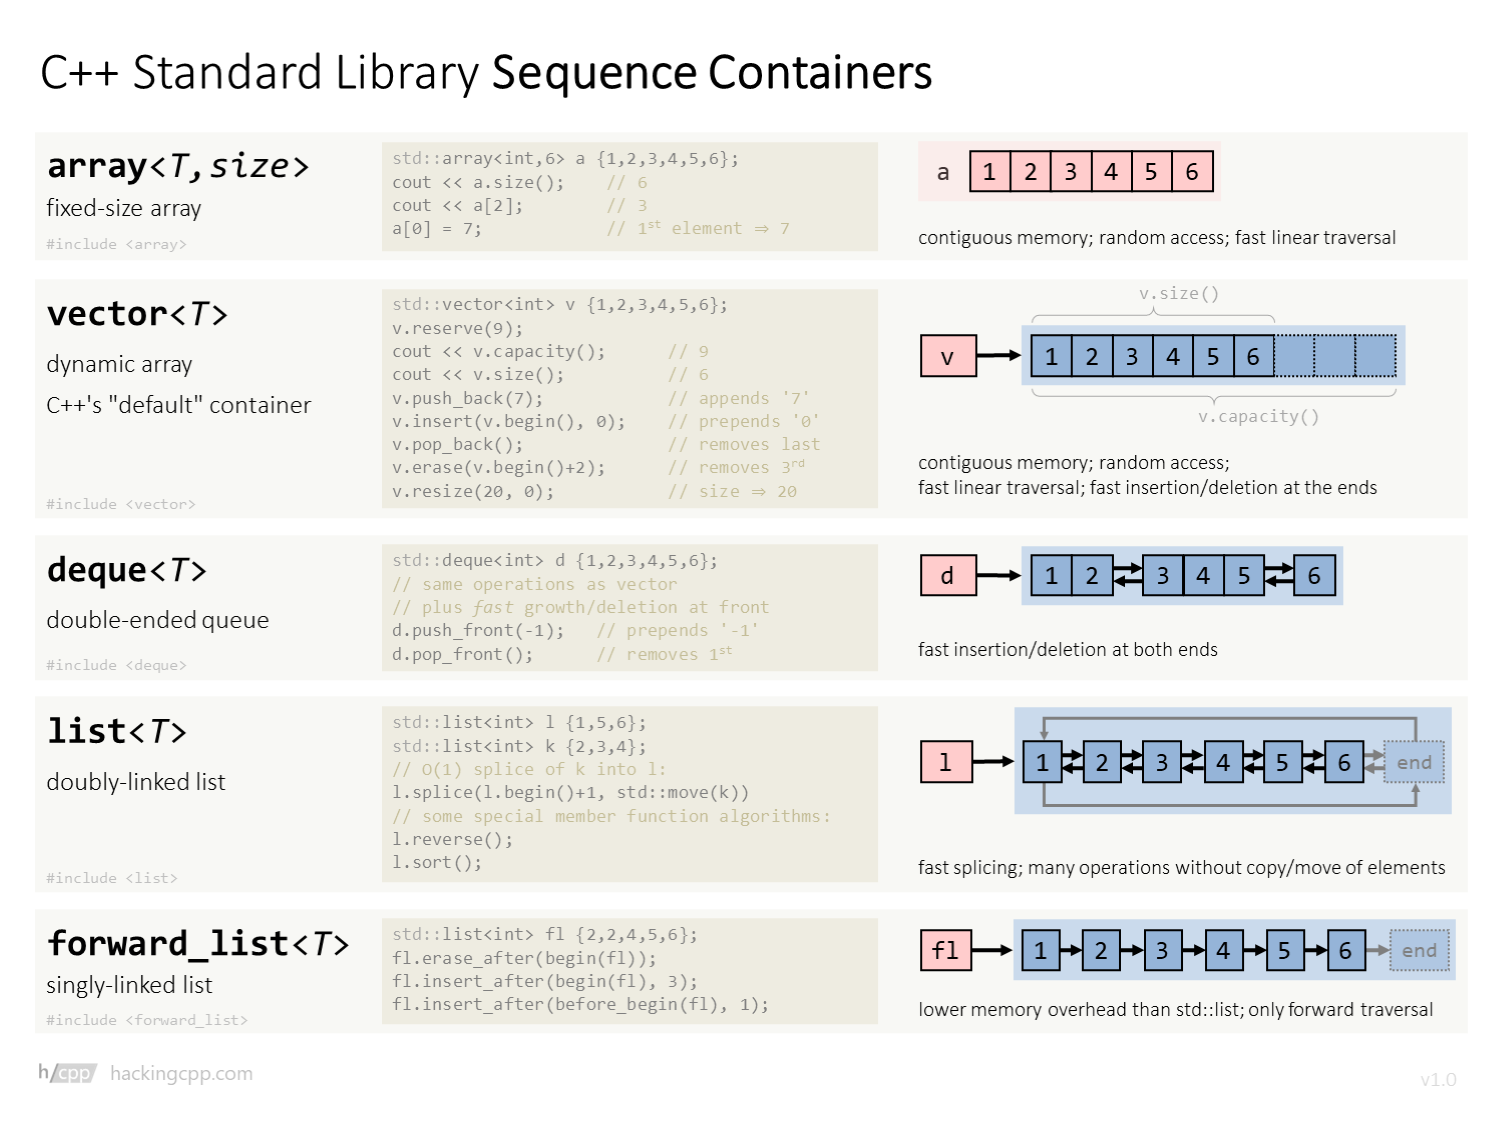 C++ Standard Library Sequence Containers
array<T,size>
fixed-size array
#include <array>
std::array<int,6> a {1,2,3,4,5,6};
cout << a.size();    // 6
cout << a[2];        // 3
a[0] = 7;            // 1st element ⇒ 7
a 1 2 3 4 5 6
contiguous memory; random access; fast linear traversal
vector<T>
dynamic array
C++'s "default" container
#include <vector>
std::vector<int> v {1,2,3,4,5,6};
v.reserve(9);
cout << v.capacity();      // 9
cout << v.size();          // 6
v.push_back(7);            // appends '7'
v.insert(v.begin(), 0);    // prepends '0'
v.pop_back();              // removes last
v.erase(v.begin()+2);      // removes 3rd
v.resize(20, 0);           // size ⇒ 20
v.size()
v 1 2 3 4 5 6
v.capacity()
contiguous memory; random access;
fast linear traversal; fast insertion/deletion at the ends
deque<T>
double-ended queue
#include <deque>
std::deque<int> d {1,2,3,4,5,6};
// same operations as vector
// plus fast growth/deletion at front
d.push_front(-1);   // prepends '-1'
d.pop_front();      // removes 1st
d 1 2 3 4 5 6
fast insertion/deletion at both ends
list<T>
doubly-linked list
#include <list>
std::list<int> l {1,5,6};
std::list<int> k {2,3,4};
// O(1) splice of k into l:
l.splice(l.begin()+1, std::move(k))
// some special member function algorithms:
l.reverse();
l.sort();
l 1 2 3 4 5 6 end
fast splicing; many operations without copy/move of elements
forward_list<T>
singly-linked list
#include <forward_list>
std::list<int> fl {2,2,4,5,6};
fl.erase_after(begin(fl));
fl.insert_after(begin(fl), 3);
fl.insert_after(before_begin(fl), 1);
fl 1 2 3 4 5 6 end
lower memory overhead than std::list; only forward traversal
h/cpp hackingcpp.com
v1.0